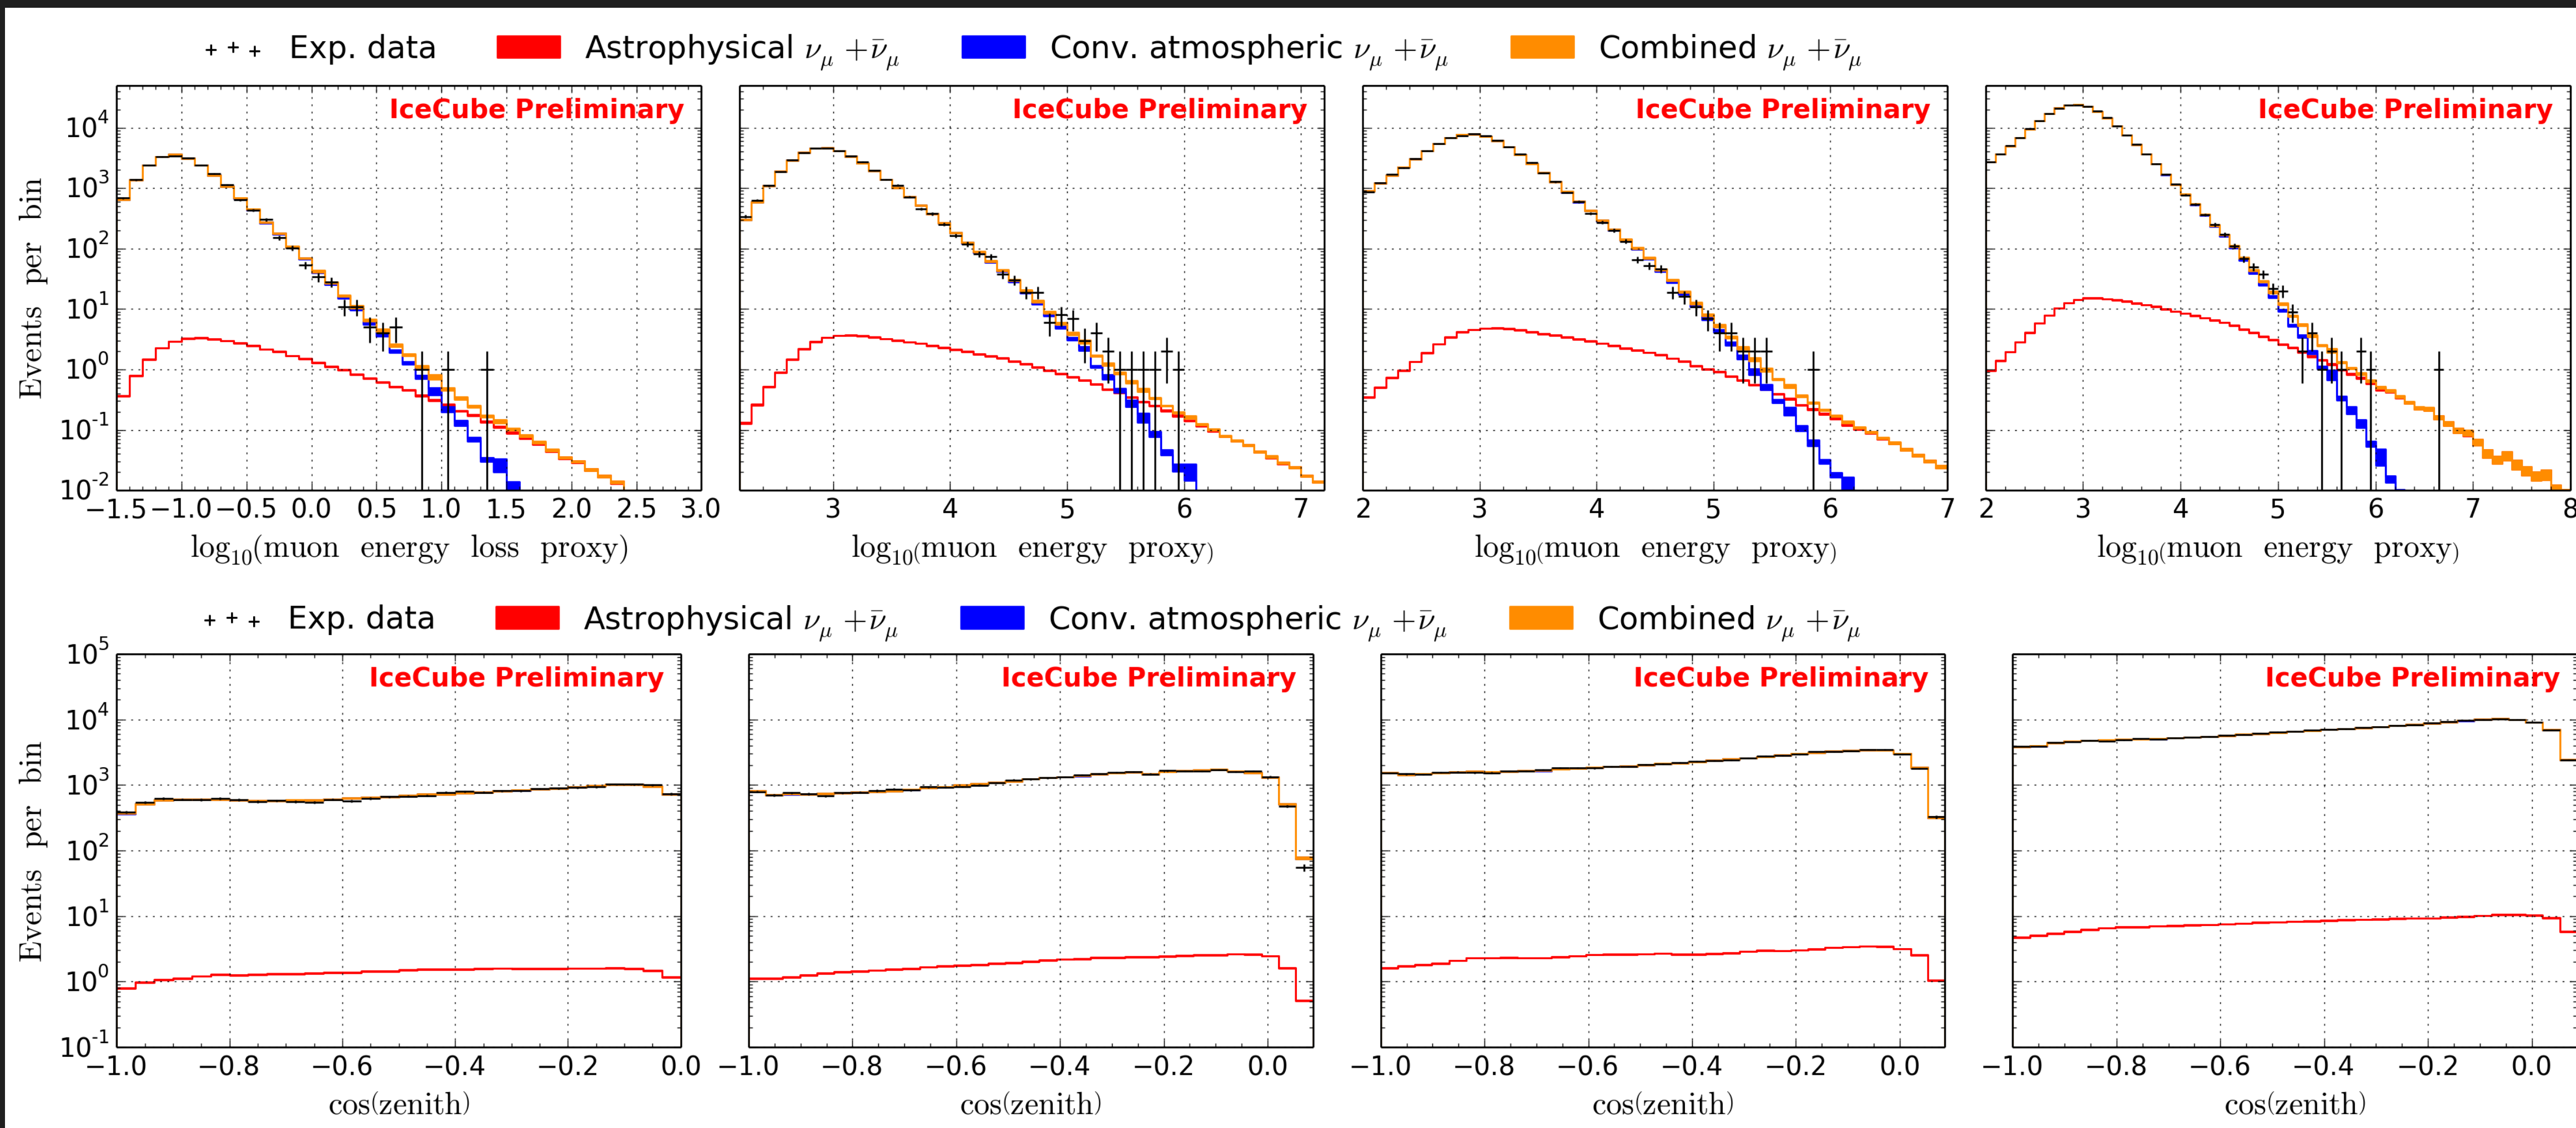 Exp. data Astrophysical ν_μ + ν̄_μ Conv. atmospheric ν_μ + ν̄_μ Combined ν_μ + ν̄_μ
IceCube Preliminary IceCube Preliminary IceCube Preliminary IceCube Preliminary
Events per bin
10^4
10^3
10^2
10^1
10^0
10^-1
10^-2
−1.5 −1.0 −0.5 0.0 0.5 1.0 1.5 2.0 2.5 3.0 3 4 5 6 7 2 3 4 5 6 7 2 3 4 5 6 7 8
log_10(muon energy loss proxy) log_10(muon energy proxy) log_10(muon energy proxy) log_10(muon energy proxy)
Exp. data Astrophysical ν_μ + ν̄_μ Conv. atmospheric ν_μ + ν̄_μ Combined ν_μ + ν̄_μ
IceCube Preliminary IceCube Preliminary IceCube Preliminary IceCube Preliminary
Events per bin
10^5
10^4
10^3
10^2
10^1
10^0
10^-1
−1.0 −0.8 −0.6 −0.4 −0.2 0.0 −1.0 −0.8 −0.6 −0.4 −0.2 0.0 −1.0 −0.8 −0.6 −0.4 −0.2 0.0 −1.0 −0.8 −0.6 −0.4 −0.2 0.0
cos(zenith) cos(zenith) cos(zenith) cos(zenith)